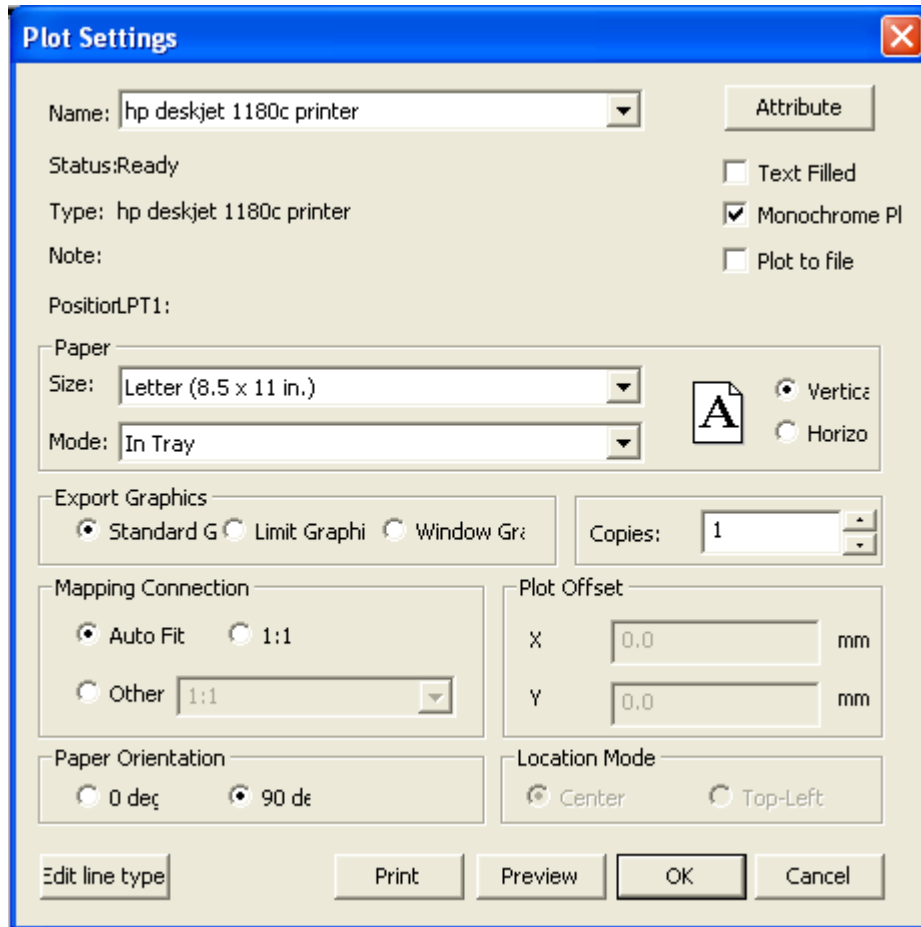 Plot Settings
Name: hp deskjet 1180c printer
Attribute
Status:Ready
Text Filled
Type: hp deskjet 1180c printer
Monochrome Pl
Note:
Plot to file
Position LPT1:
Paper
Size: Letter (8.5 x 11 in.)
A
Vertica
Mode: In Tray
Horizo
Export Graphics
Standard G Limit Graphi Window Gra
Copies: 1
Mapping Connection
Auto Fit 1:1
Other 1:1
Plot Offset
X 0.0 mm
Y 0.0 mm
Paper Orientation
0 deg 90 de
Location Mode
Center Top-Left
Edit line type Print Preview OK Cancel